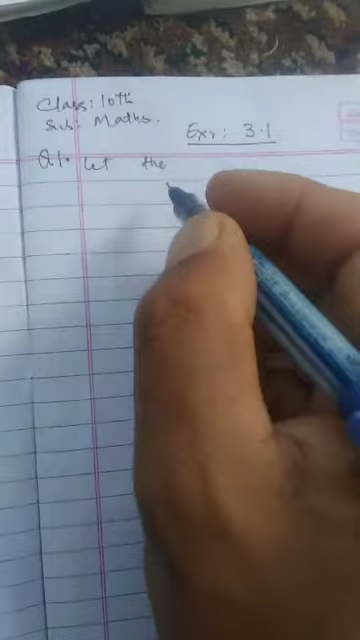 Class: 10th
Sub: Maths.
Exr: 3.1
Q1. Let the